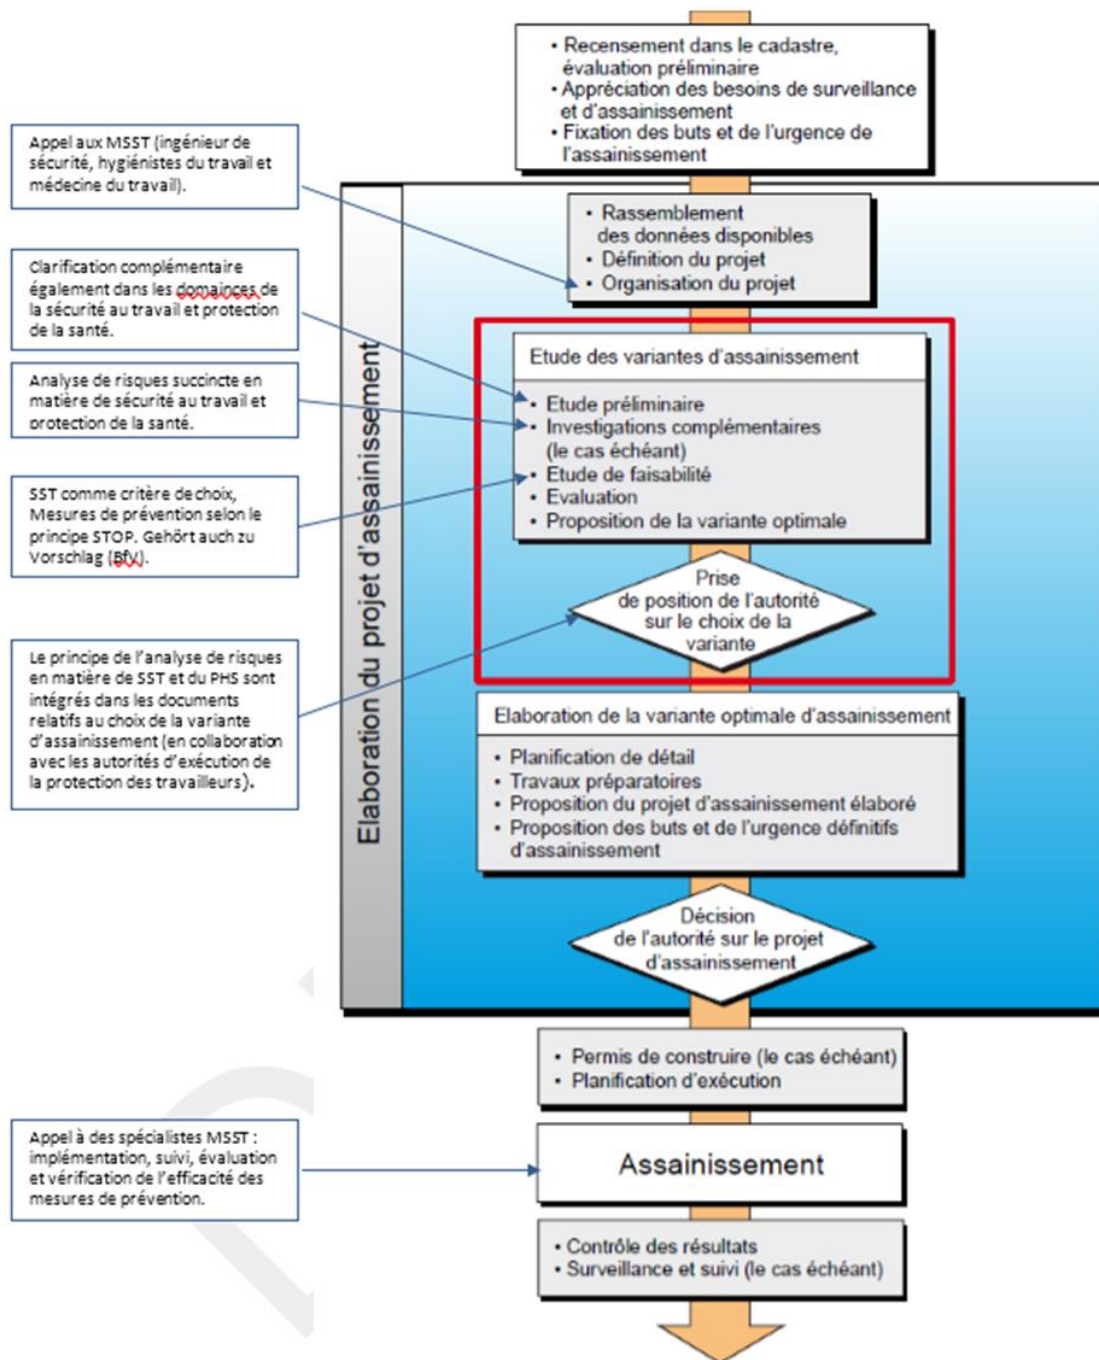 • Recensement dans le cadastre,
évaluation préliminaire
• Appréciation des besoins de surveillance
et d'assainissement
• Fixation des buts et de l'urgence de
l'assainissement
Appel aux MSST (ingénieur de
sécurité, hygiénistes du travail et
médecine du travail).
Clarification complémentaire
également dans les domainces de
la sécurité au travail et protection
de la santé.
Analyse de risques succincte en
matière de sécurité au travail et
protection de la santé.
SST comme critère de choix,
Mesures de prévention selon le
principe STOP. Gehört auch zu
Vorschlag (BfV).
Le principe de l'analyse de risques
en matière de SST et du PHS sont
intégrés dans les documents
relatifs au choix de la variante
d'assainissement (en collaboration
avec les autorités d'exécution de
la protection des travailleurs).
Elaboration du projet d'assainissement
• Rassemblement
des données disponibles
• Définition du projet
• Organisation du projet
Etude des variantes d'assainissement
• Etude préliminaire
• Investigations complémentaires
(le cas échéant)
• Etude de faisabilité
• Evaluation
• Proposition de la variante optimale
Prise
de position de l'autorité
sur le choix de la
variante
Elaboration de la variante optimale d'assainissement
• Planification de détail
• Travaux préparatoires
• Proposition du projet d'assainissement élaboré
• Proposition des buts et de l'urgence définitifs
d'assainissement
Décision
de l'autorité sur le projet
d'assainissement
• Permis de construire (le cas échéant)
• Planification d'exécution
Appel à des spécialistes MSST :
implémentation, suivi, évaluation
et vérification de l'efficacité des
mesures de prévention.
Assainissement
• Contrôle des résultats
• Surveillance et suivi (le cas échéant)